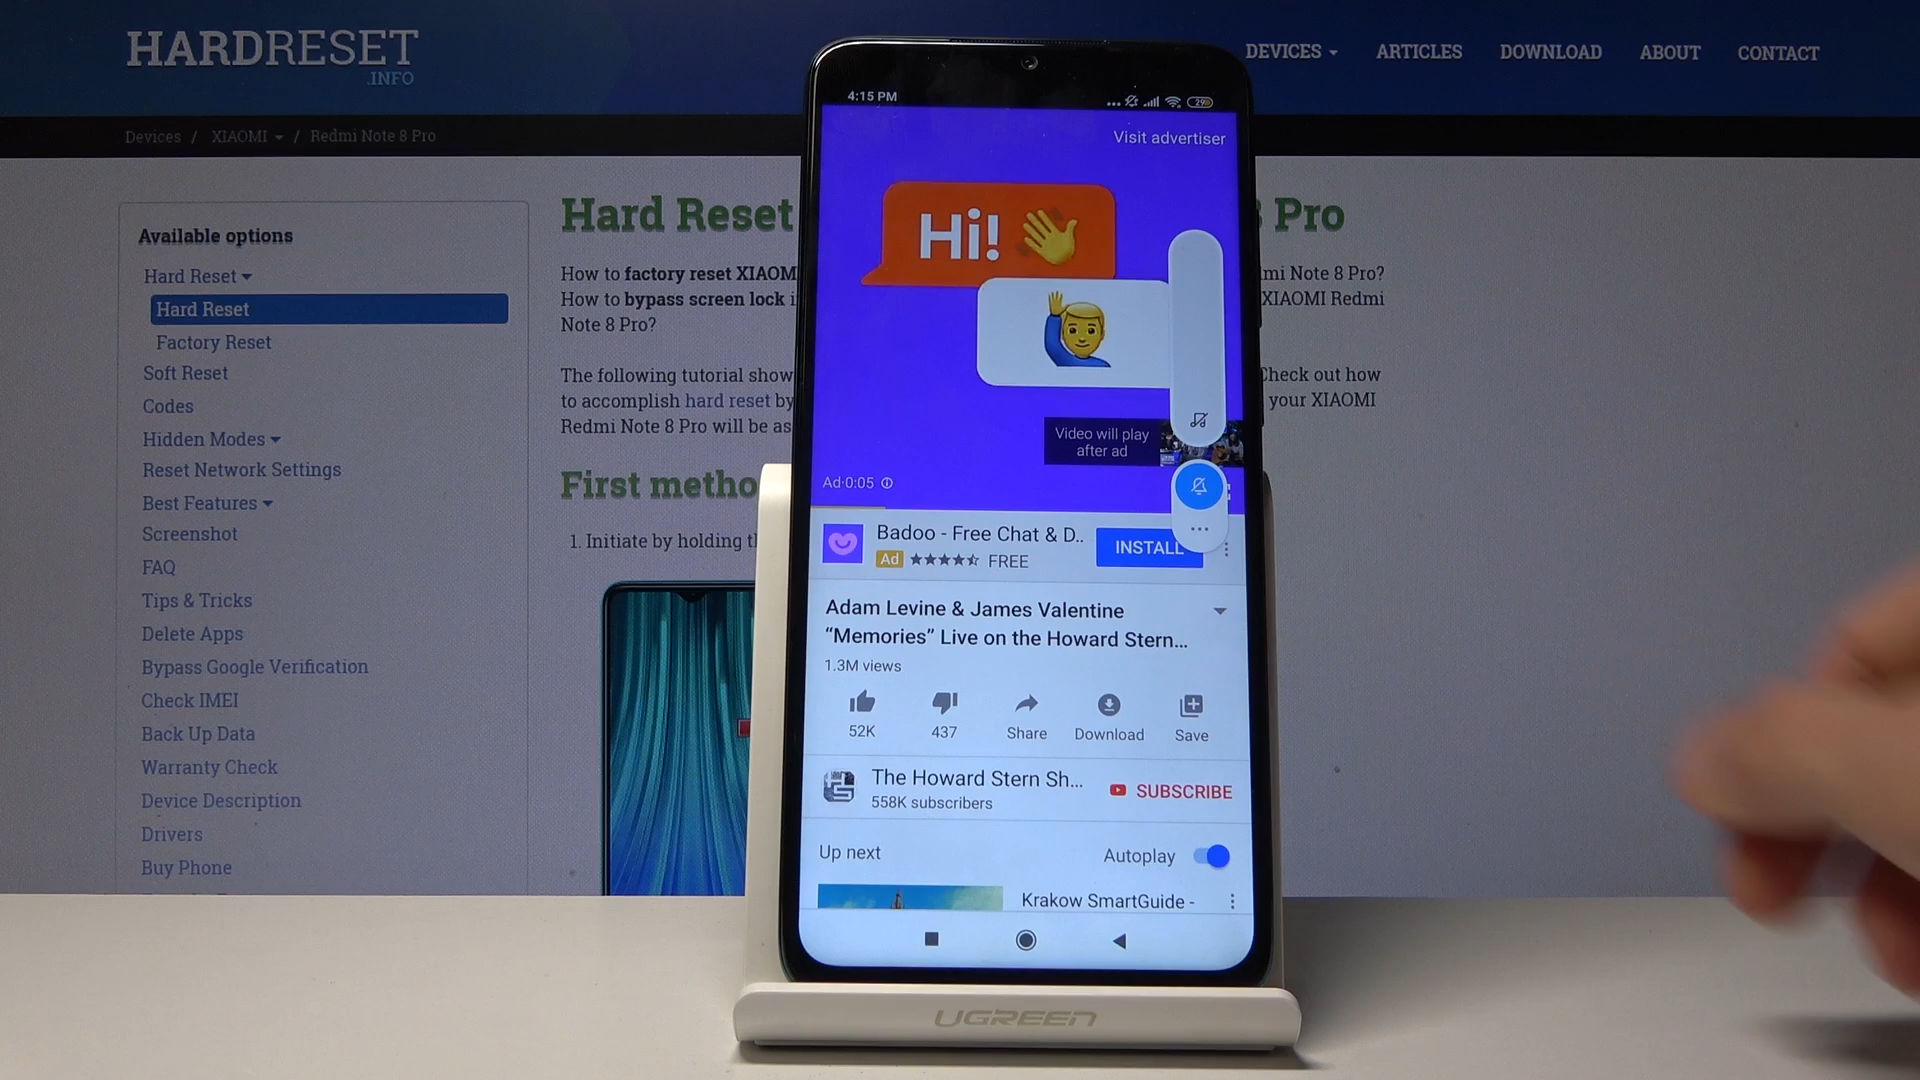 HARDRESET
.INFO
DEVICES
ARTICLES
DOWNLOAD
ABOUT
CONTACT
Devices / XIAOMI / Redmi Note 8 Pro
Available options
Hard Reset
Hard Reset
Factory Reset
Soft Reset
Codes
Hidden Modes
Reset Network Settings
Best Features
Screenshot
FAQ
Tips & Tricks
Delete Apps
Bypass Google Verification
Check IMEI
Back Up Data
Warranty Check
Device Description
Drivers
Buy Phone
Hard Reset
Pro
How to factory reset XIAOM
Note 8 Pro?
How to bypass screen lock
XIAOMI Redmi
Note 8 Pro?
The following tutorial show
Check out how
to accomplish hard reset by
your XIAOMI
Redmi Note 8 Pro will be as
First metho
1. Initiate by holding
4:15 PM
29
Visit advertiser
Hi!
Video will play
after ad
Ad·0:05
Badoo - Free Chat & D..
Ad FREE
INSTALL
Adam Levine & James Valentine
“Memories” Live on the Howard Stern...
1.3M views
52K
437
Share
Download
Save
The Howard Stern Sh...
558K subscribers
SUBSCRIBE
Up next
Autoplay
Krakow SmartGuide -
UGREEN